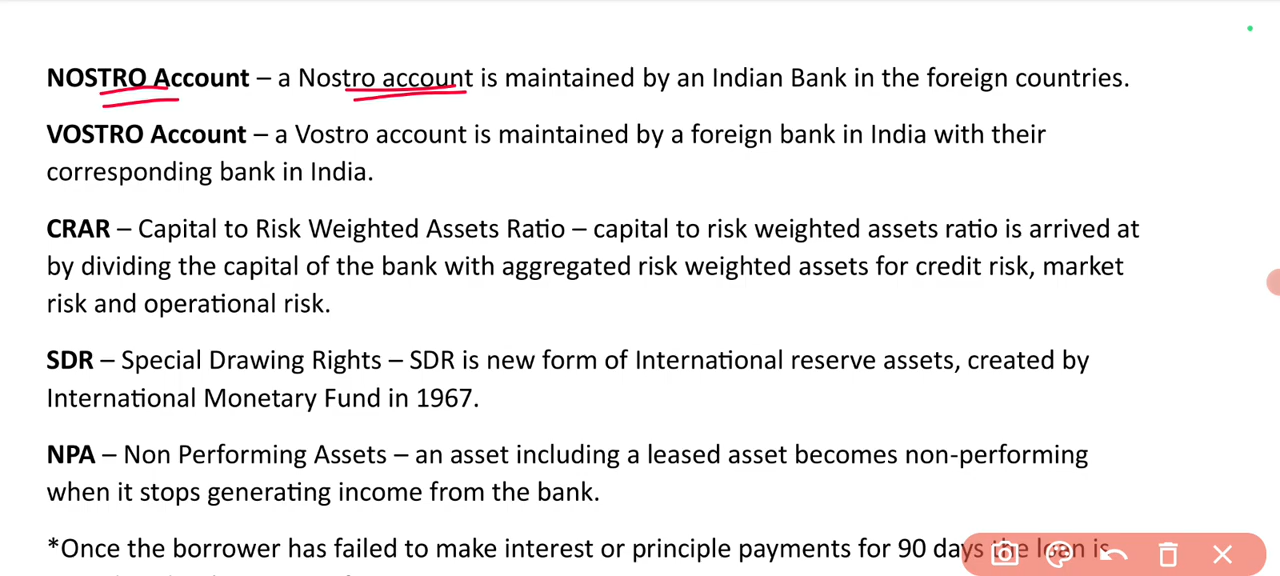 NOSTRO Account – a Nostro account is maintained by an Indian Bank in the foreign countries.
VOSTRO Account – a Vostro account is maintained by a foreign bank in India with their
corresponding bank in India.
CRAR – Capital to Risk Weighted Assets Ratio – capital to risk weighted assets ratio is arrived at
by dividing the capital of the bank with aggregated risk weighted assets for credit risk, market
risk and operational risk.
SDR – Special Drawing Rights – SDR is new form of International reserve assets, created by
International Monetary Fund in 1967.
NPA – Non Performing Assets – an asset including a leased asset becomes non-performing
when it stops generating income from the bank.
*Once the borrower has failed to make interest or principle payments for 90 days the loan is